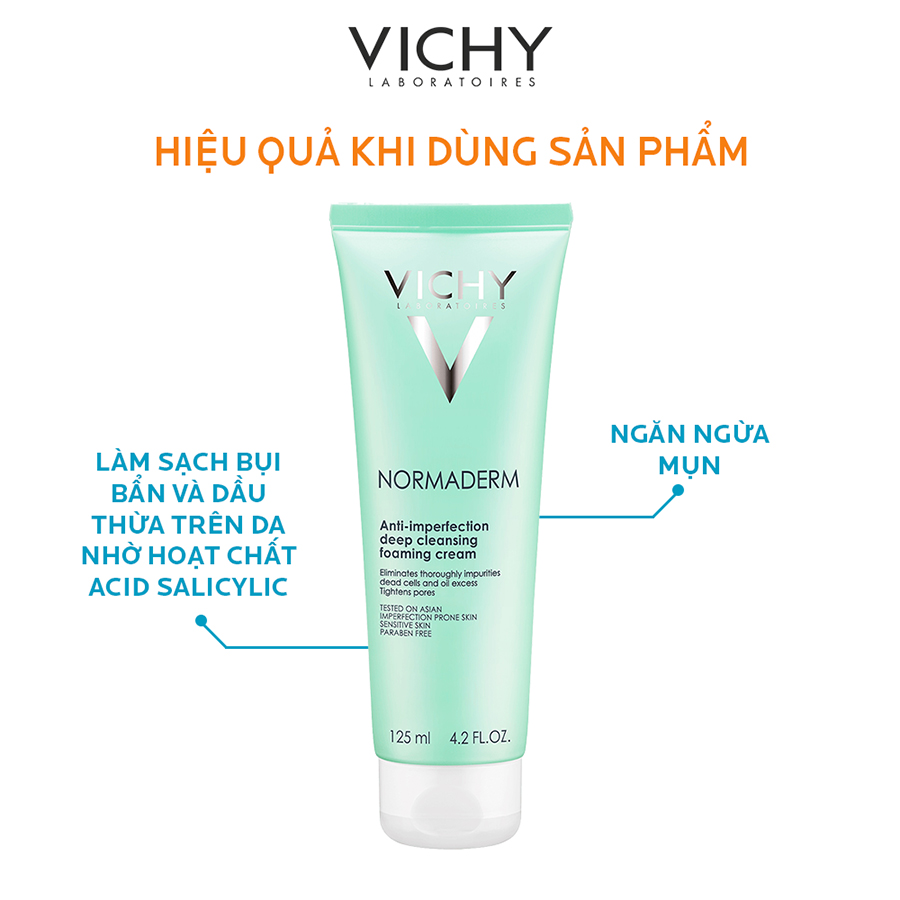 VICHY
LABORATOIRES
HIỆU QUẢ KHI DÙNG SẢN PHẨM
VICHY
LABORATOIRES
V
NORMADERM
Anti-imperfection
deep cleansing
foaming cream
Eliminates thoroughly impurities
dead cells and oil excess
Tightens pores
TESTED ON ASIAN
IMPERFECTION PRONE SKIN
SENSITIVE SKIN
PARABEN FREE
125 ml 4.2 FL.OZ.
LÀM SẠCH BỤI
BẨN VÀ DẦU
THỪA TRÊN DA
NHỜ HOẠT CHẤT
ACID SALICYLIC
NGĂN NGỪA
MỤN